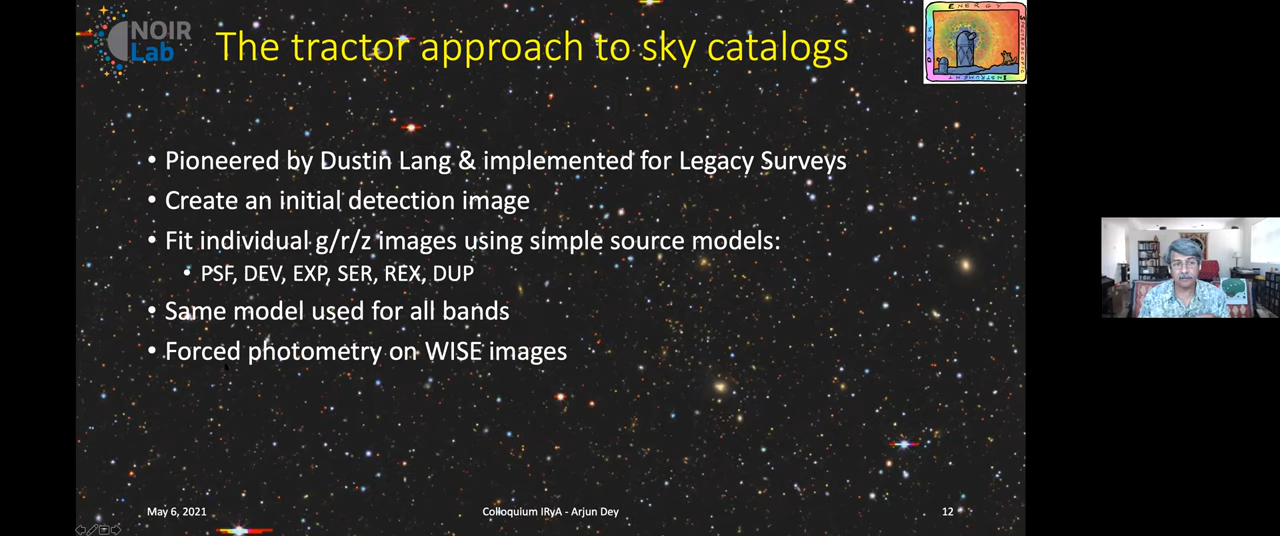 NOIR
Lab
The tractor approach to sky catalogs
ENERGY
• Pioneered by Dustin Lang & implemented for Legacy Surveys
• Create an initial detection image
• Fit individual g/r/z images using simple source models:
• PSF, DEV, EXP, SER, REX, DUP
• Same model used for all bands
• Forced photometry on WISE images
May 6, 2021
Colloquium IRyA - Arjun Dey
12